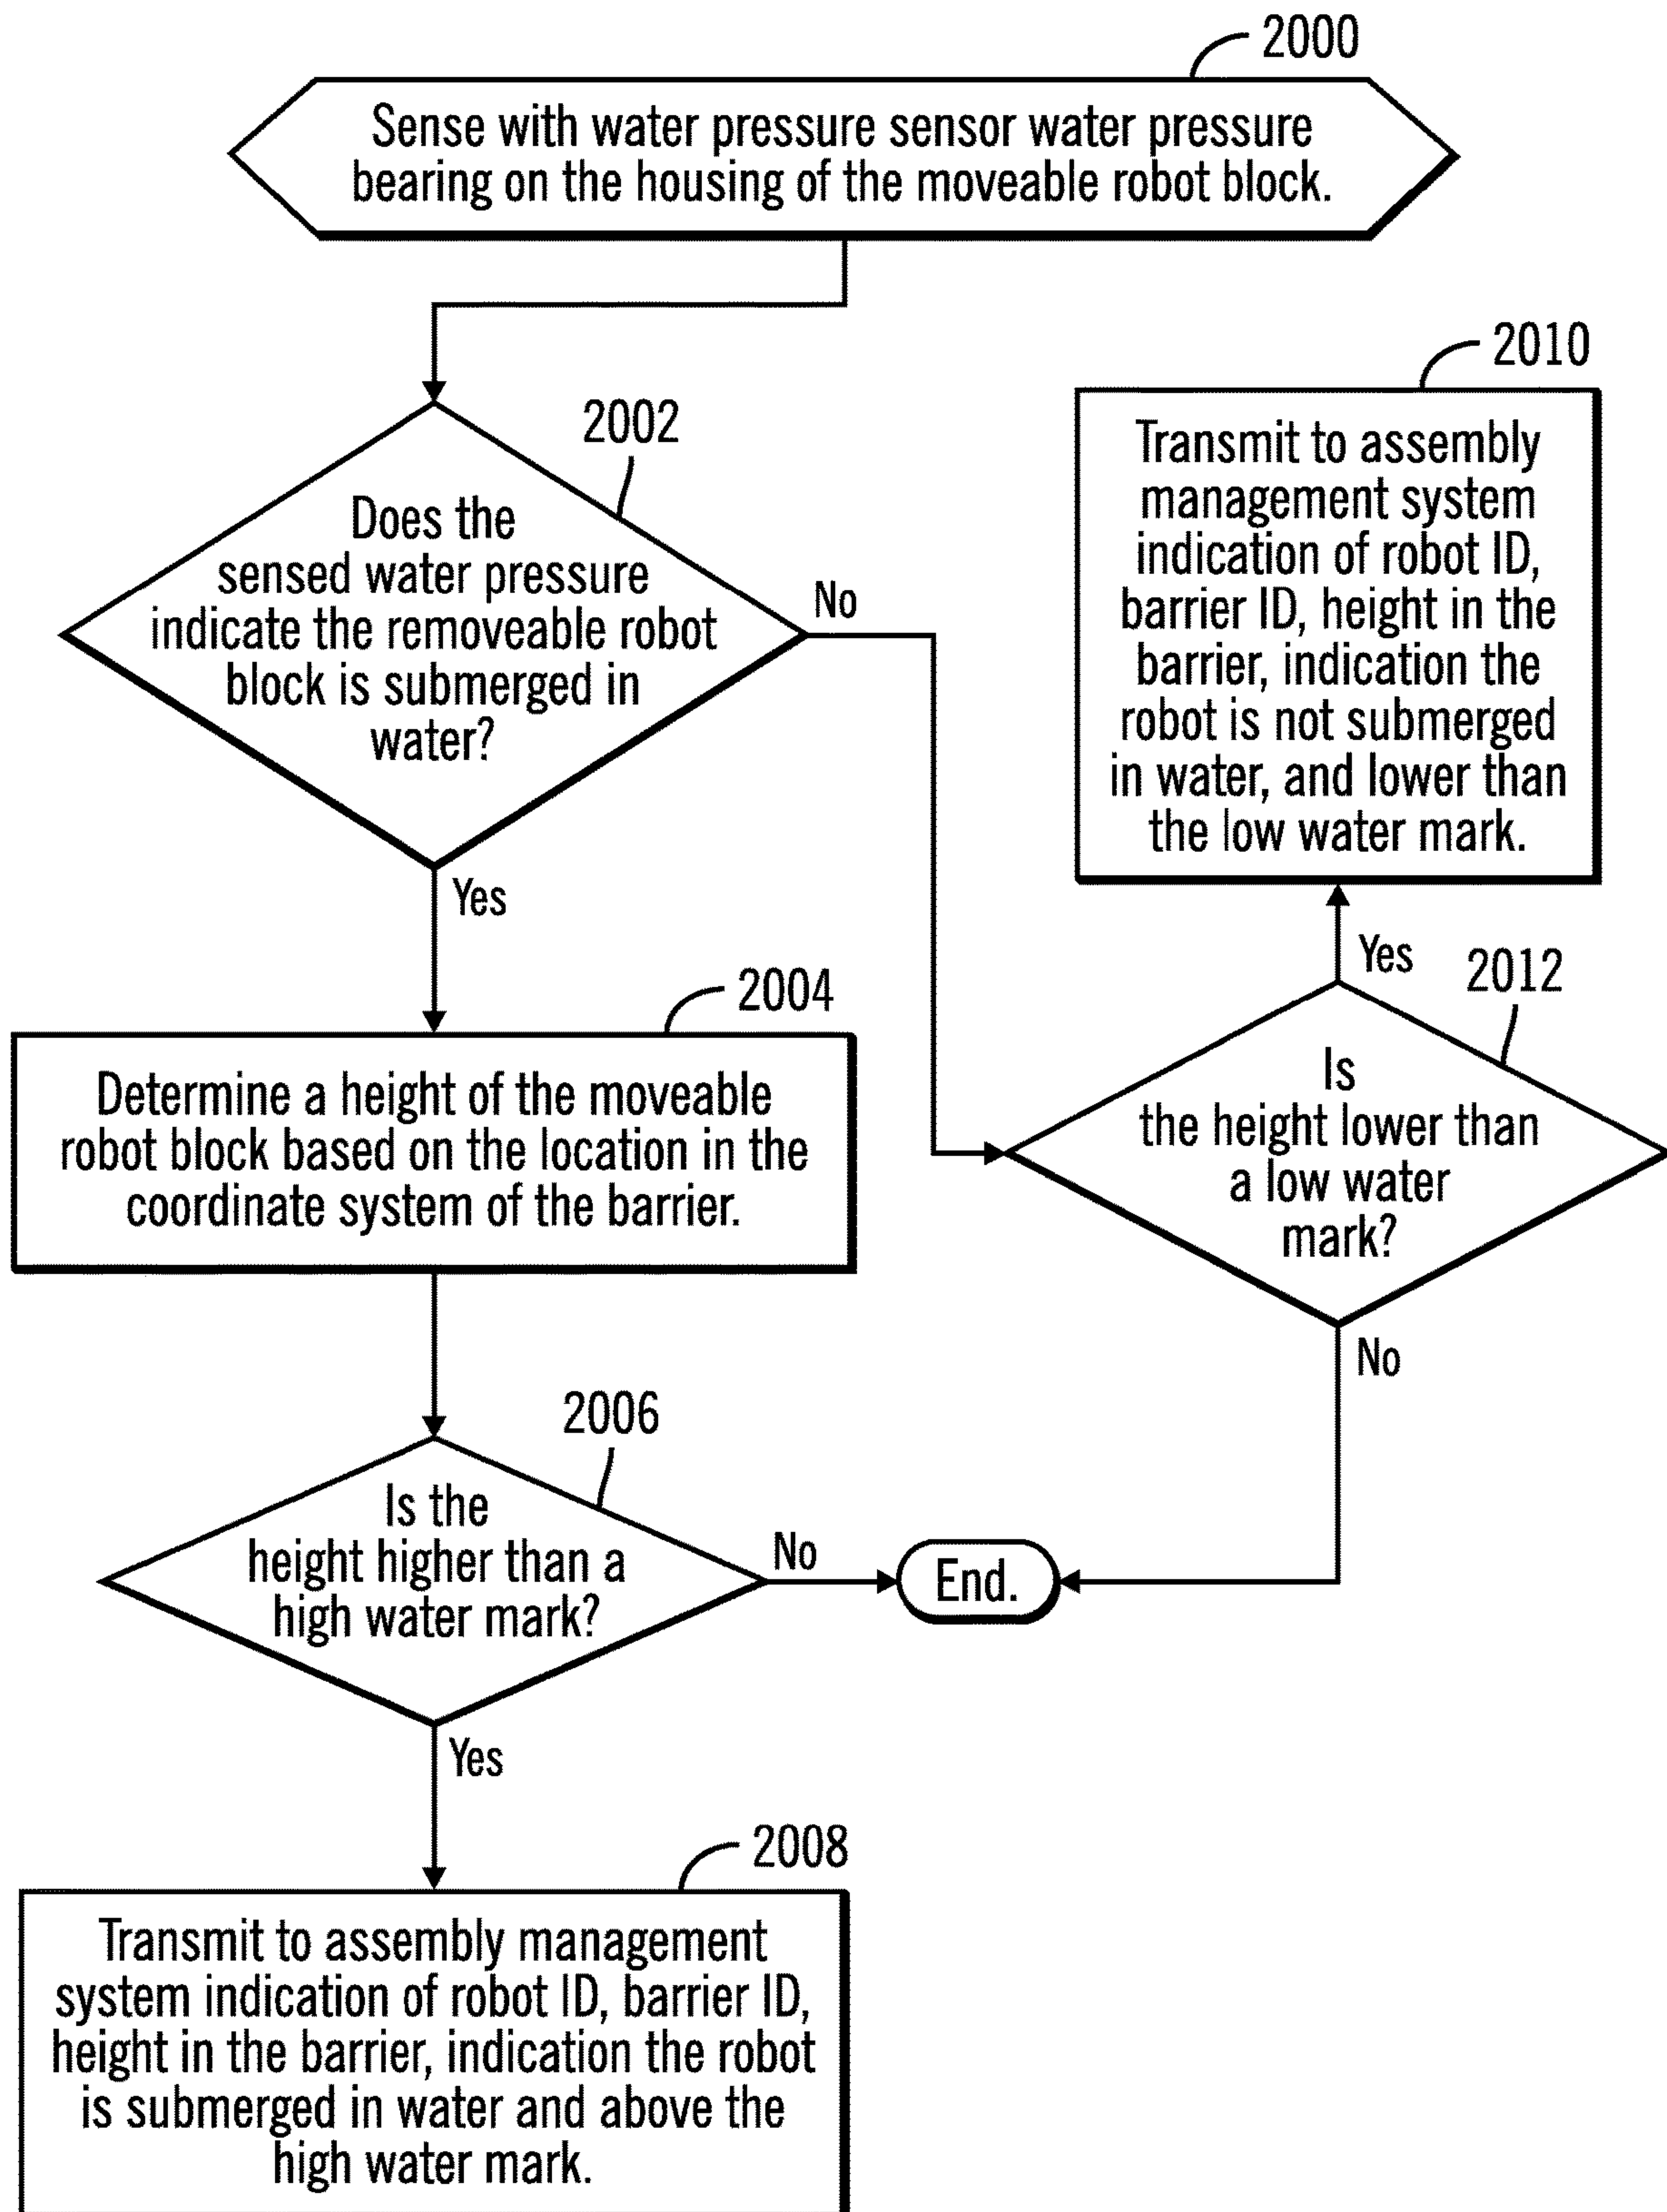 2000
Sense with water pressure sensor water pressure
bearing on the housing of the moveable robot block.
2002
Does the
sensed water pressure
indicate the removeable robot
block is submerged in
water?
No
Yes
2010
Transmit to assembly
management system
indication of robot ID,
barrier ID, height in the
barrier, indication the
robot is not submerged
in water, and lower than
the low water mark.
Yes
2012
Is
the height lower than
a low water
mark?
No
2004
Determine a height of the moveable
robot block based on the location in the
coordinate system of the barrier.
2006
Is the
height higher than a
high water mark?
No
End.
Yes
2008
Transmit to assembly management
system indication of robot ID, barrier ID,
height in the barrier, indication the robot
is submerged in water and above the
high water mark.